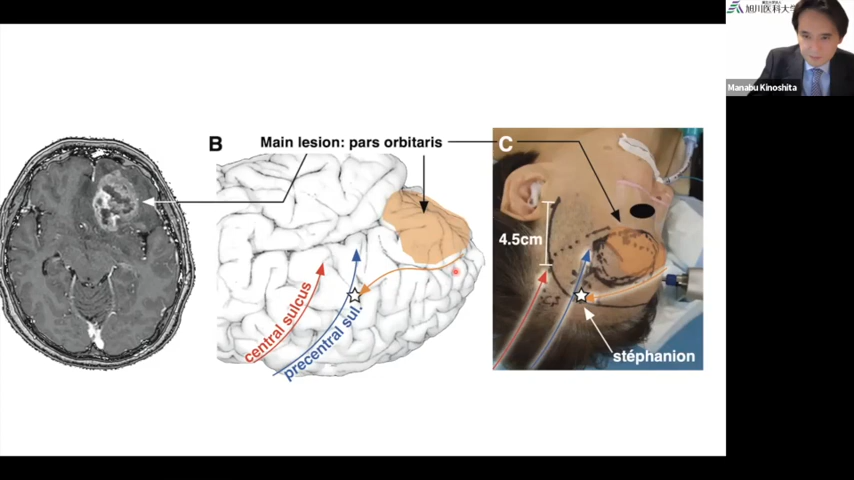 旭川医科大学
Manabu Kinoshita
B
Main lesion: pars orbitaris
C
4.5cm
central sulcus
precentral sul.
stéphanion